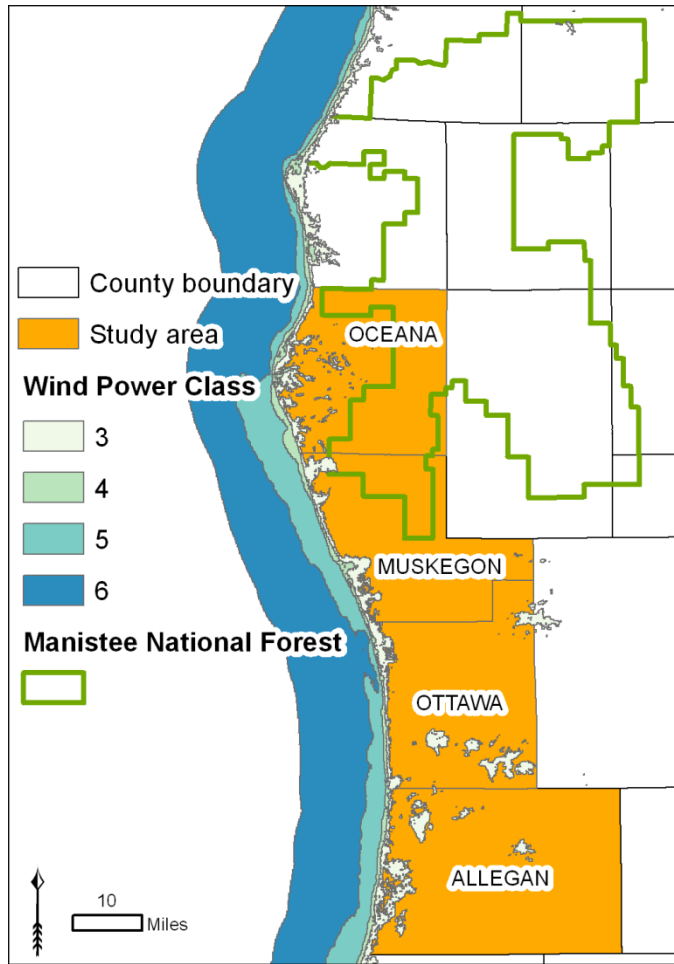 County boundary
Study area
Wind Power Class
3
4
5
6
Manistee National Forest
OCEANA
MUSKEGON
OTTAWA
ALLEGAN
10
Miles